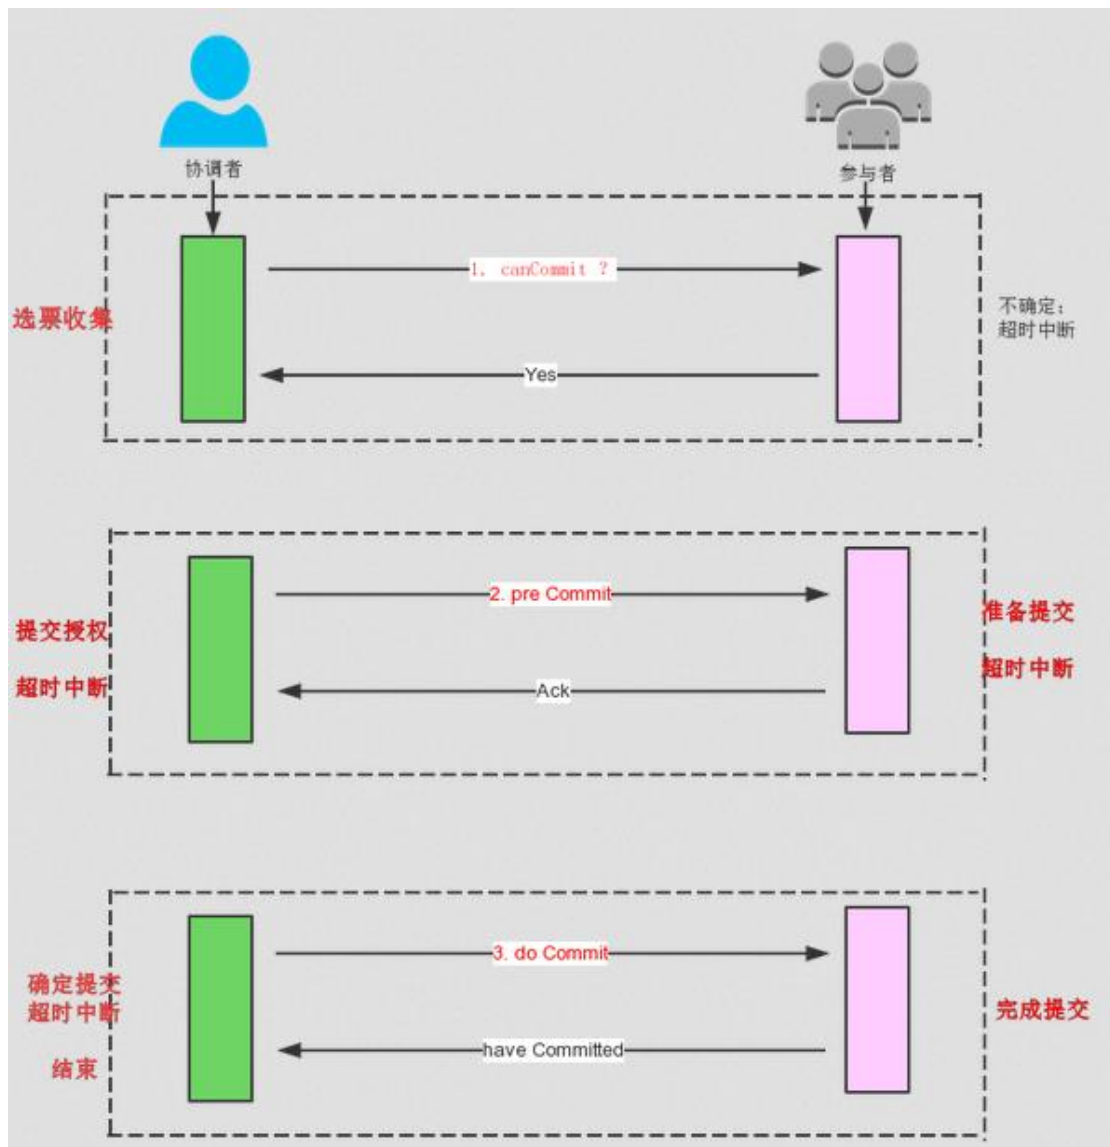 协调者
参与者
1. canCommit ?
选票收集
不确定:
超时中断
Yes
2. pre Commit
提交授权
准备提交
超时中断
超时中断
Ack
3. do Commit
确定提交
超时中断
完成提交
have Committed
结束